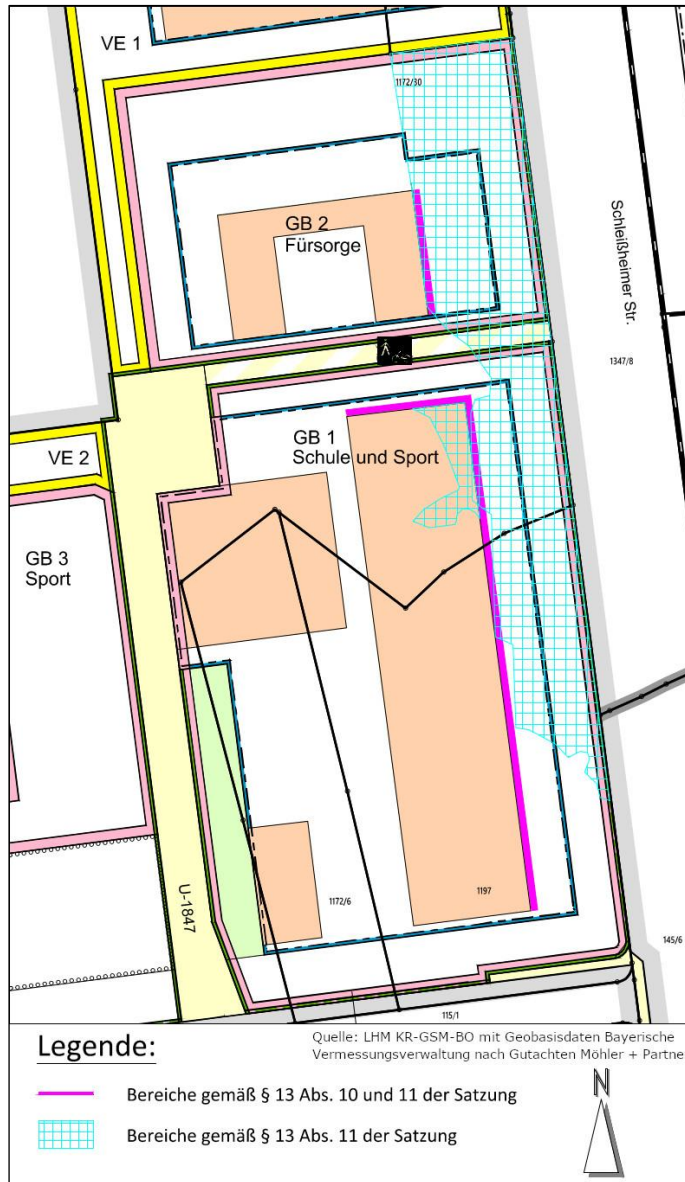 VE 1
1172/30
GB 2
Fürsorge
Schleißheimer Str.
1347/8
GB 1
Schule und Sport
VE 2
GB 3
Sport
U-1847
1172/6
1197
145/6
115/1
Legende:
Quelle: LHM KR-GSM-BO mit Geobasisdaten Bayerische
Vermessungsverwaltung nach Gutachten Möhler + Partne
Bereiche gemäß § 13 Abs. 10 und 11 der Satzung
Bereiche gemäß § 13 Abs. 11 der Satzung
N